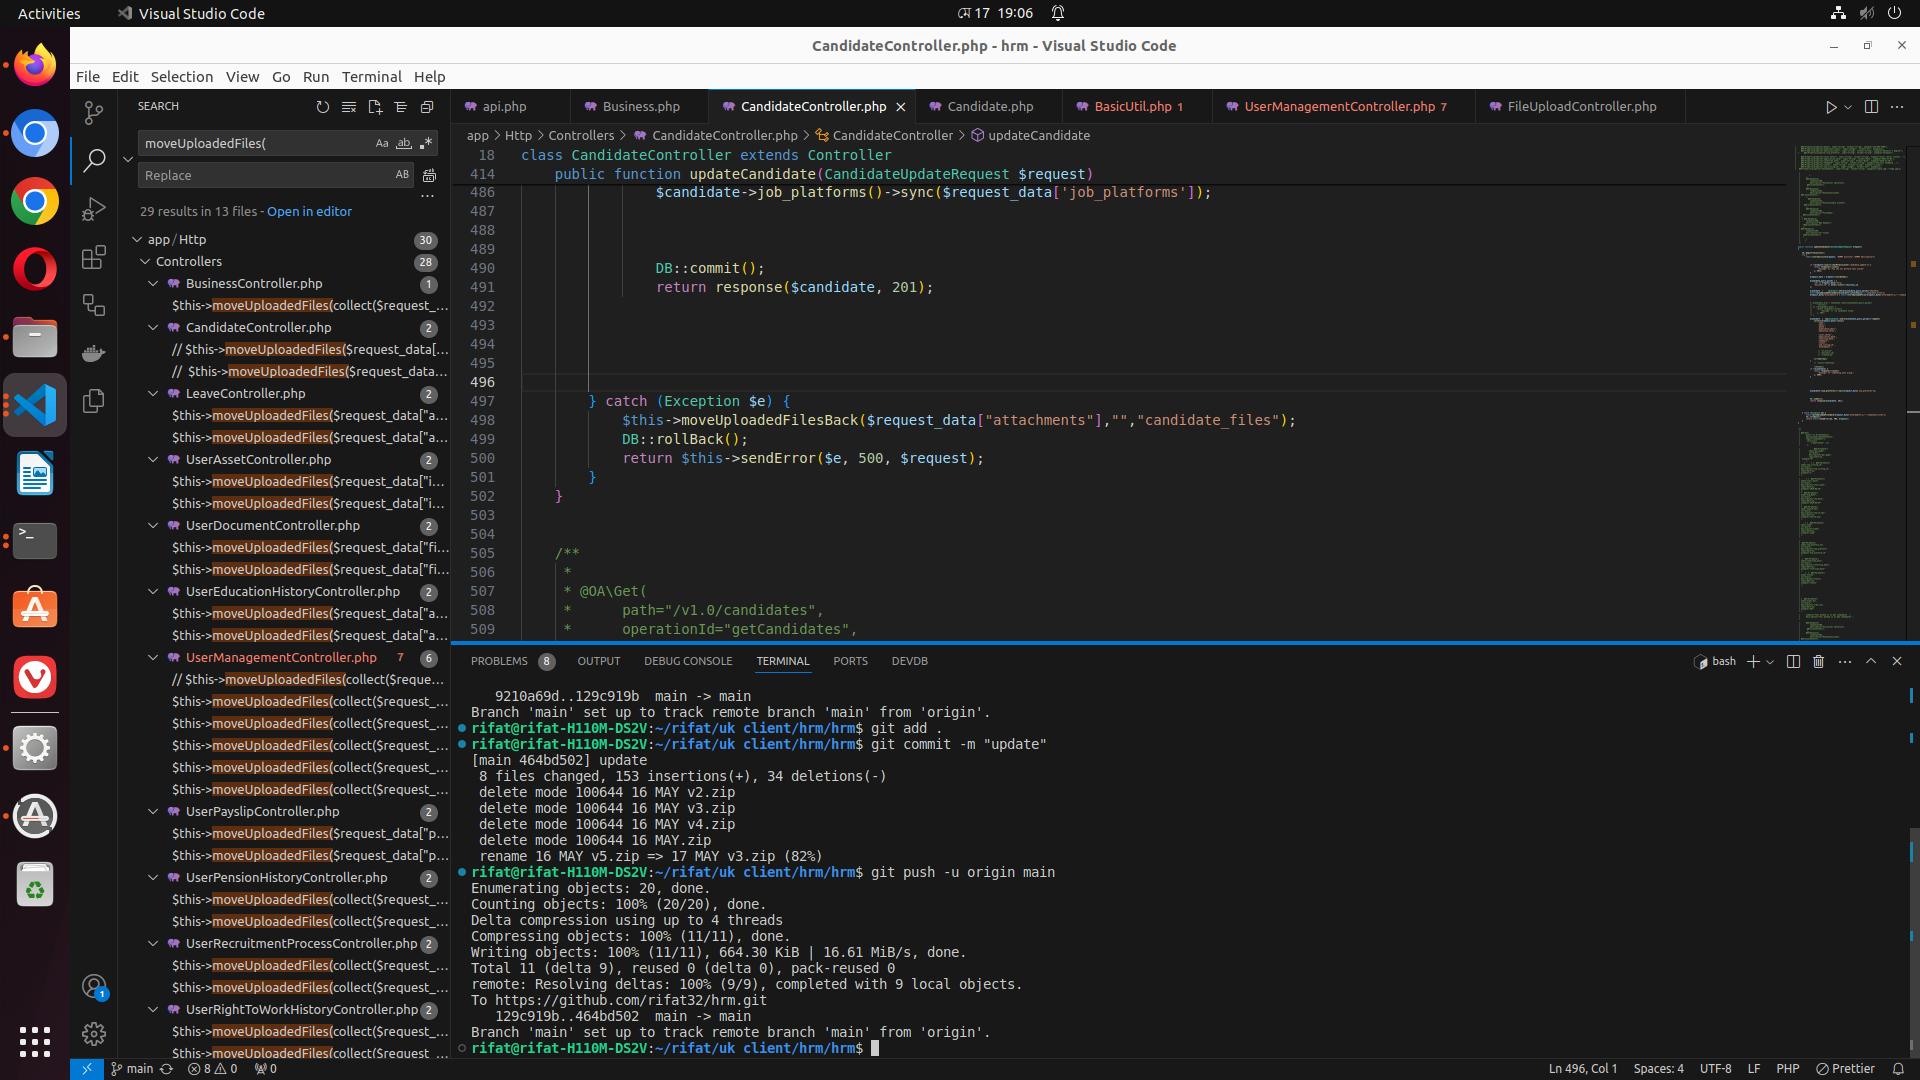 Activities
Visual Studio Code
17 19:06
CandidateController.php - hrm - Visual Studio Code
File Edit Selection View Go Run Terminal Help
SEARCH
moveUploadedFiles(
Aa
ab
Replace
AB
29 results in 13 files - Open in editor
app/Http 30
Controllers 28
BusinessController.php 1
$this->moveUploadedFiles(collect($request_...
CandidateController.php 2
// $this->moveUploadedFiles($request_data[...
//  $this->moveUploadedFiles($request_data...
LeaveController.php 2
$this->moveUploadedFiles($request_data["a...
$this->moveUploadedFiles($request_data["a...
UserAssetController.php 2
$this->moveUploadedFiles($request_data["i...
$this->moveUploadedFiles($request_data["i...
UserDocumentController.php 2
$this->moveUploadedFiles($request_data["fi...
$this->moveUploadedFiles($request_data["fi...
UserEducationHistoryController.php 2
$this->moveUploadedFiles($request_data["a...
$this->moveUploadedFiles($request_data["a...
UserManagementController.php 7 6
// $this->moveUploadedFiles(collect($reque...
$this->moveUploadedFiles(collect($request_...
$this->moveUploadedFiles(collect($request_...
$this->moveUploadedFiles(collect($request_...
$this->moveUploadedFiles(collect($request_...
$this->moveUploadedFiles(collect($request_...
UserPayslipController.php 2
$this->moveUploadedFiles($request_data["p...
$this->moveUploadedFiles($request_data["p...
UserPensionHistoryController.php 2
$this->moveUploadedFiles(collect($request_...
$this->moveUploadedFiles(collect($request_...
UserRecruitmentProcessController.php 2
$this->moveUploadedFiles(collect($request_...
$this->moveUploadedFiles(collect($request_...
UserRightToWorkHistoryController.php 2
$this->moveUploadedFiles(collect($request_...
$this->moveUploadedFiles(collect($request_...
api.php Business.php CandidateController.php Candidate.php BasicUtil.php 1 UserManagementController.php 7 FileUploadController.php
app > Http > Controllers > CandidateController.php > CandidateController > updateCandidate
18 class CandidateController extends Controller
414 public function updateCandidate(CandidateUpdateRequest $request)
486 $candidate->job_platforms()->sync($request_data['job_platforms']);
487
488
489
490 DB::commit();
491 return response($candidate, 201);
492
493
494
495
496
497 } catch (Exception $e) {
498 $this->moveUploadedFilesBack($request_data["attachments"],"","candidate_files");
499 DB::rollBack();
500 return $this->sendError($e, 500, $request);
501 }
502 }
503
504
505 /**
506 *
507 * @OA\Get(
508 *      path="/v1.0/candidates",
509 *      operationId="getCandidates",
PROBLEMS 8 OUTPUT DEBUG CONSOLE TERMINAL PORTS DEVDB
bash
9210a69d..129c919b  main -> main
Branch 'main' set up to track remote branch 'main' from 'origin'.
rifat@rifat-H110M-DS2V:~/rifat/uk client/hrm/hrm$ git add .
rifat@rifat-H110M-DS2V:~/rifat/uk client/hrm/hrm$ git commit -m "update"
[main 464bd502] update
8 files changed, 153 insertions(+), 34 deletions(-)
delete mode 100644 16 MAY v2.zip
delete mode 100644 16 MAY v3.zip
delete mode 100644 16 MAY v4.zip
delete mode 100644 16 MAY.zip
rename 16 MAY v5.zip => 17 MAY v3.zip (82%)
rifat@rifat-H110M-DS2V:~/rifat/uk client/hrm/hrm$ git push -u origin main
Enumerating objects: 20, done.
Counting objects: 100% (20/20), done.
Delta compression using up to 4 threads
Compressing objects: 100% (11/11), done.
Writing objects: 100% (11/11), 664.30 KiB | 16.61 MiB/s, done.
Total 11 (delta 9), reused 0 (delta 0), pack-reused 0
remote: Resolving deltas: 100% (9/9), completed with 9 local objects.
To https://github.com/rifat32/hrm.git
129c919b..464bd502  main -> main
Branch 'main' set up to track remote branch 'main' from 'origin'.
rifat@rifat-H110M-DS2V:~/rifat/uk client/hrm/hrm$
1
main 8 0 0
Ln 496, Col 1 Spaces: 4 UTF-8 LF PHP Prettier